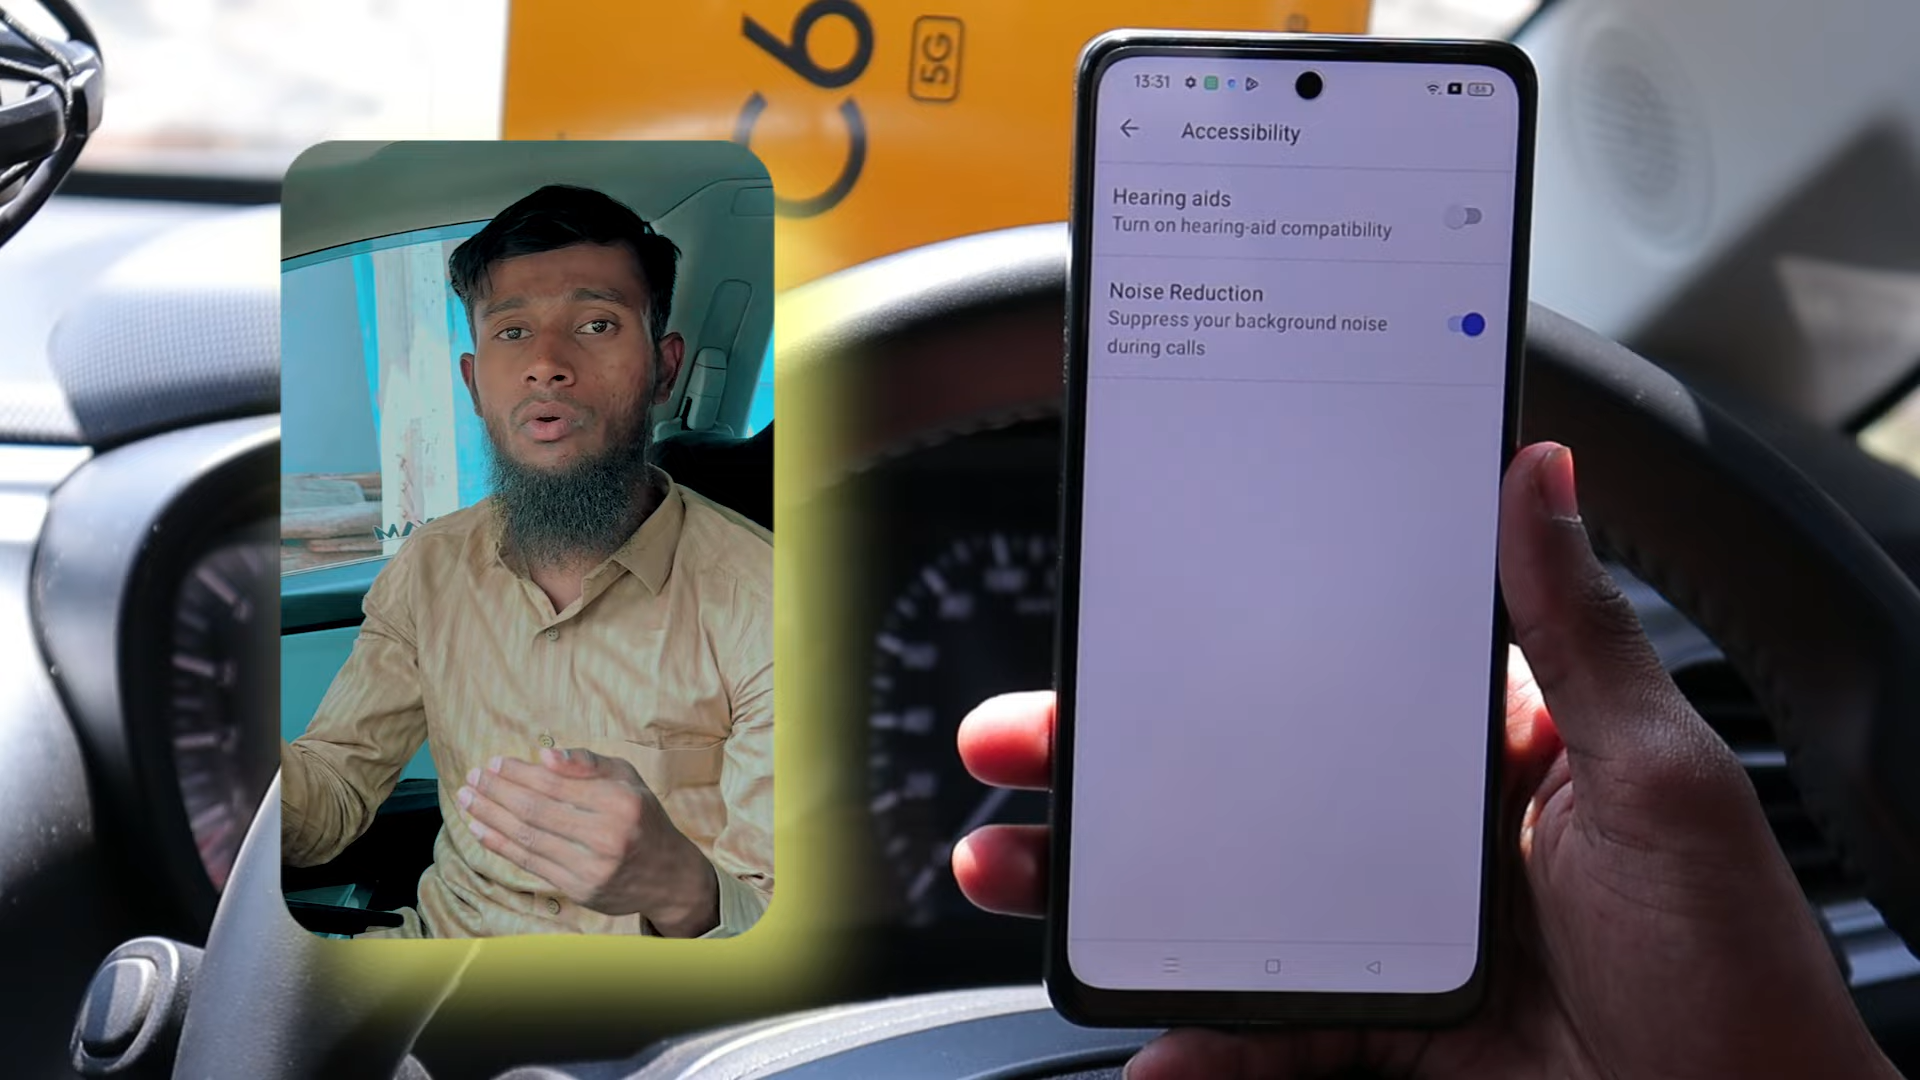 C6
5G
13:31
Accessibility
Hearing aids
Turn on hearing-aid compatibility
Noise Reduction
Suppress your background noise
during calls